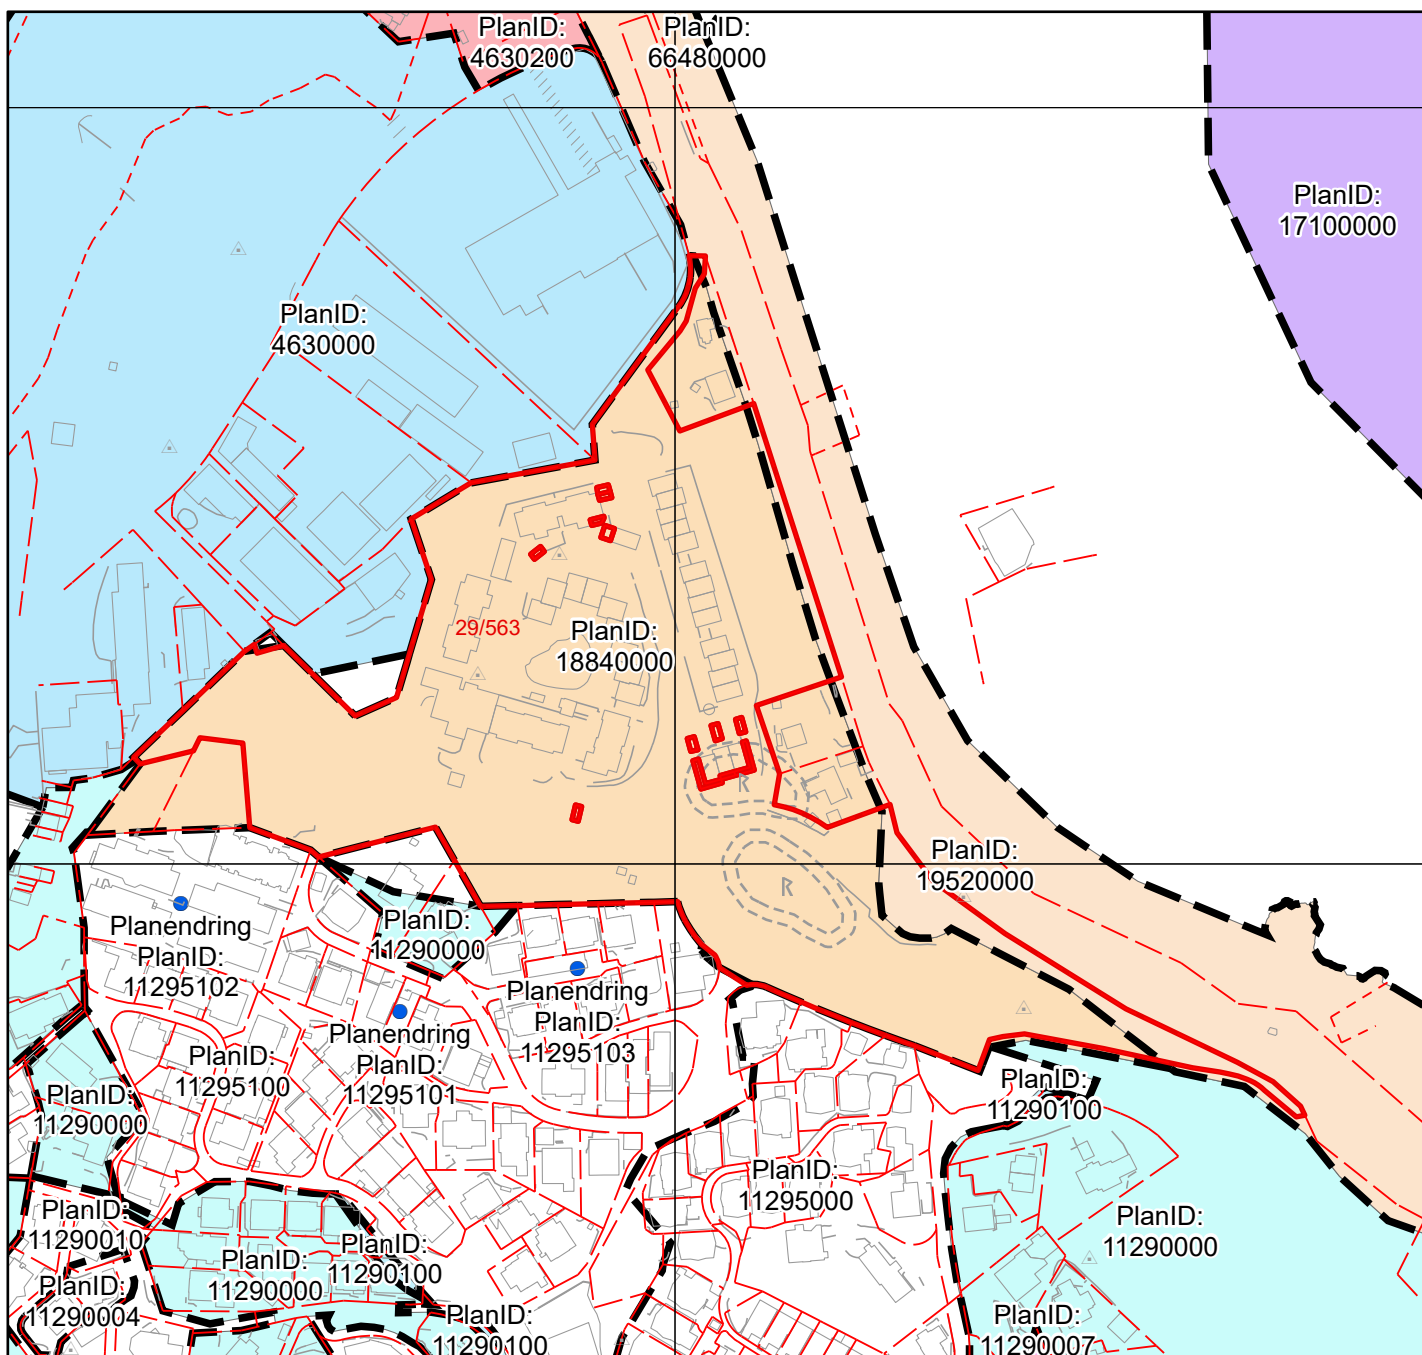 PlanID:
4630200
PlanID:
66480000
PlanID:
17100000
PlanID:
4630000
29/563
PlanID:
18840000
R
R
PlanID:
19520000
Planendring
PlanID:
11295102
PlanID:
11290000
Planendring
PlanID:
11295103
Planendring
PlanID:
11295101
PlanID:
11295100
PlanID:
11290000
PlanID:
11290100
PlanID:
11295000
PlanID:
11290000
PlanID:
11290010
PlanID:
11290000
PlanID:
11290100
PlanID:
11290004
PlanID:
11290100
PlanID:
11290007